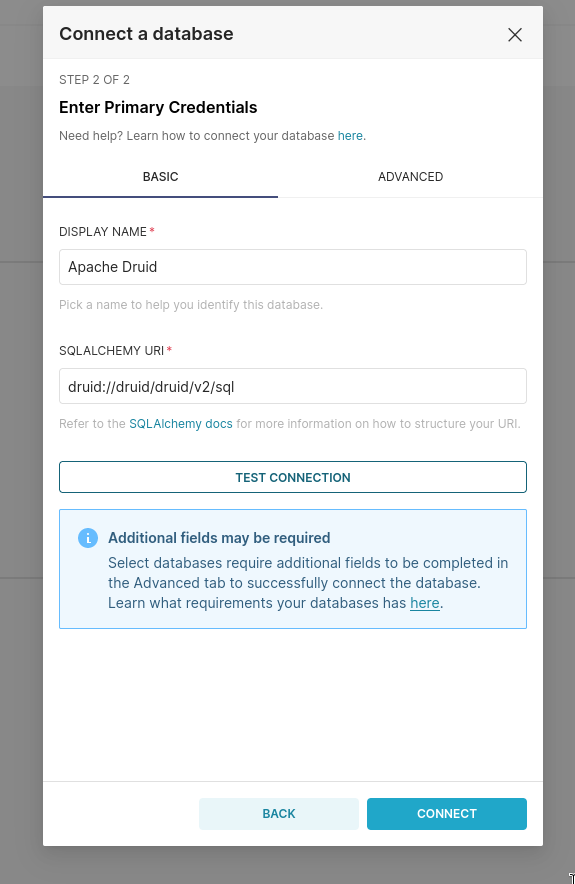 Connect a database
STEP 2 OF 2
Enter Primary Credentials
Need help? Learn how to connect your database here.
BASIC
ADVANCED
DISPLAY NAME *
Apache Druid
Pick a name to help you identify this database.
SQLALCHEMY URI *
druid://druid/druid/v2/sql
Refer to the SQLAlchemy docs for more information on how to structure your URI.
TEST CONNECTION
Additional fields may be required
Select databases require additional fields to be completed in
the Advanced tab to successfully connect the database.
Learn what requirements your databases has here.
BACK
CONNECT